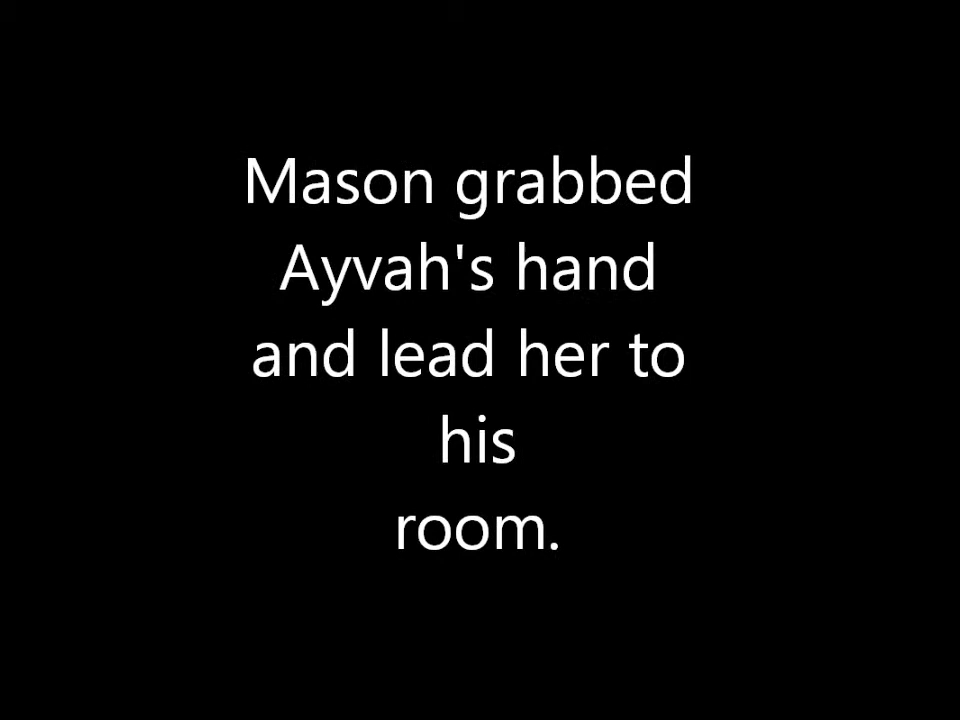 Mason grabbed
Ayvah's hand
and lead her to
his
room.